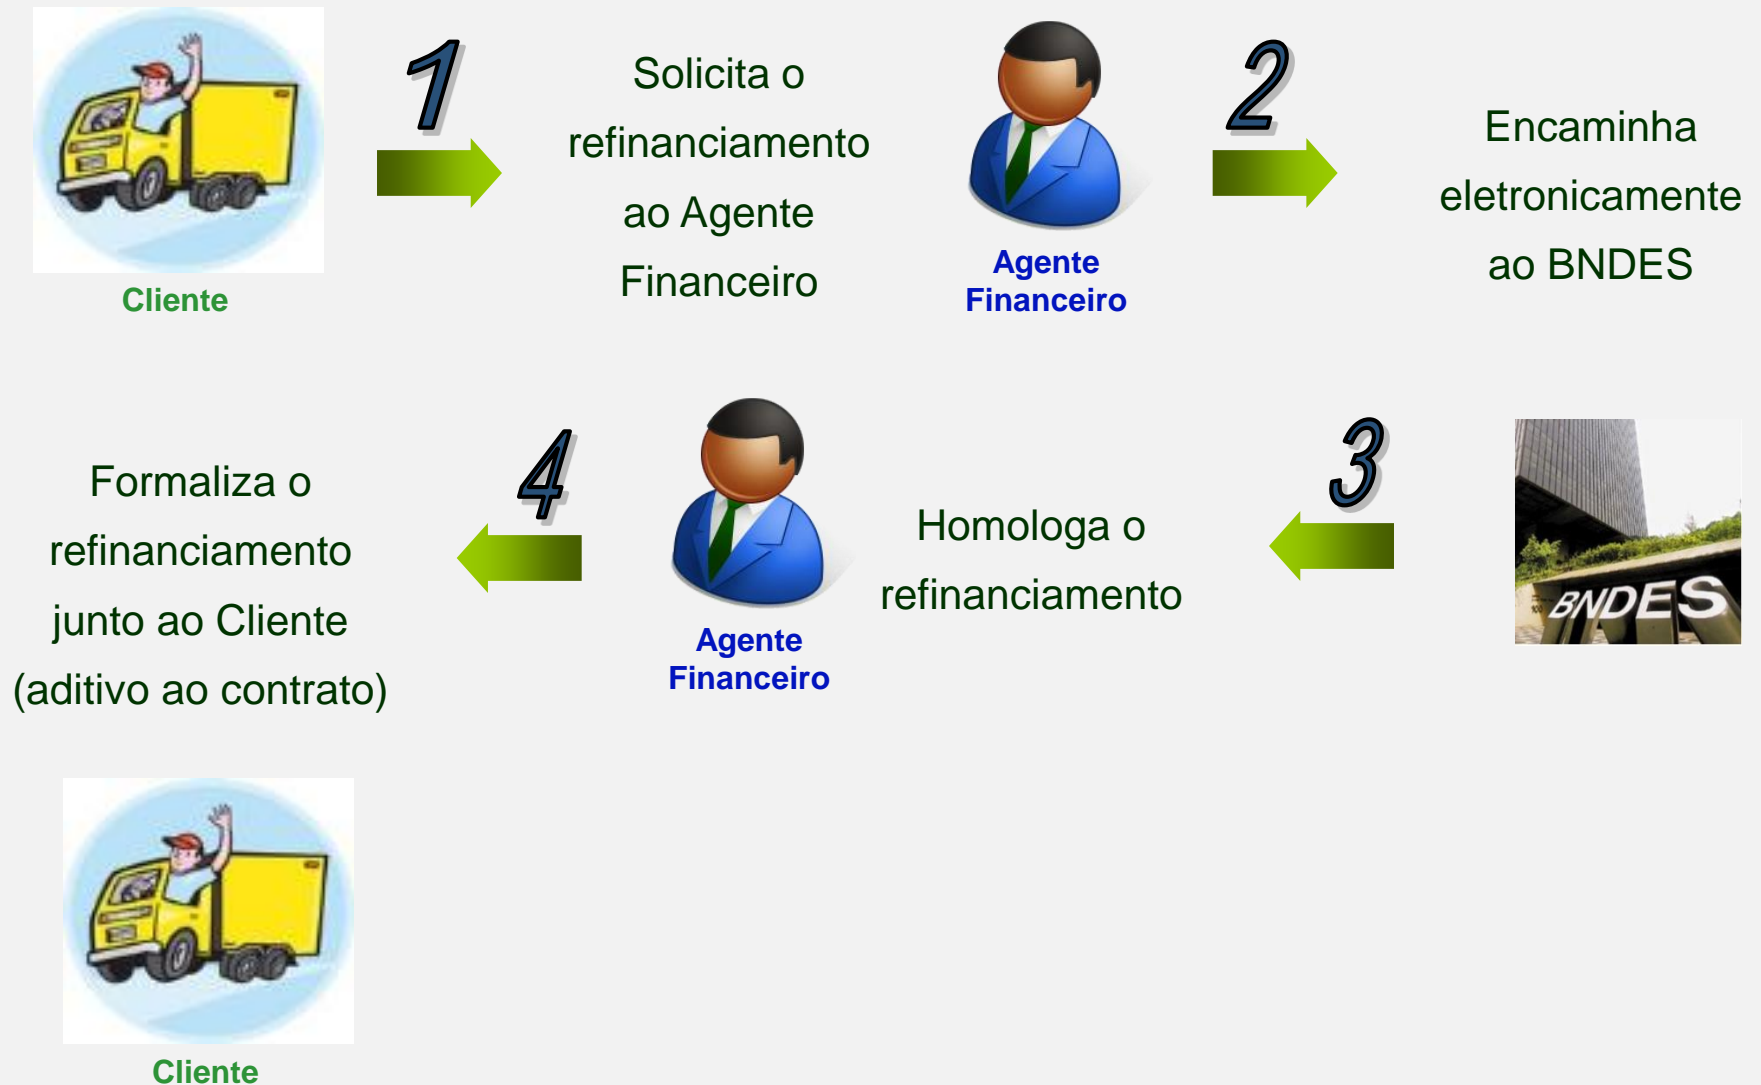 1
Solicita o
refinanciamento
ao Agente
Financeiro
Cliente
Agente
Financeiro
2
Encaminha
eletronicamente
ao BNDES
3
BNDES
Homologa o
refinanciamento
Agente
Financeiro
4
Formaliza o
refinanciamento
junto ao Cliente
(aditivo ao contrato)
Cliente